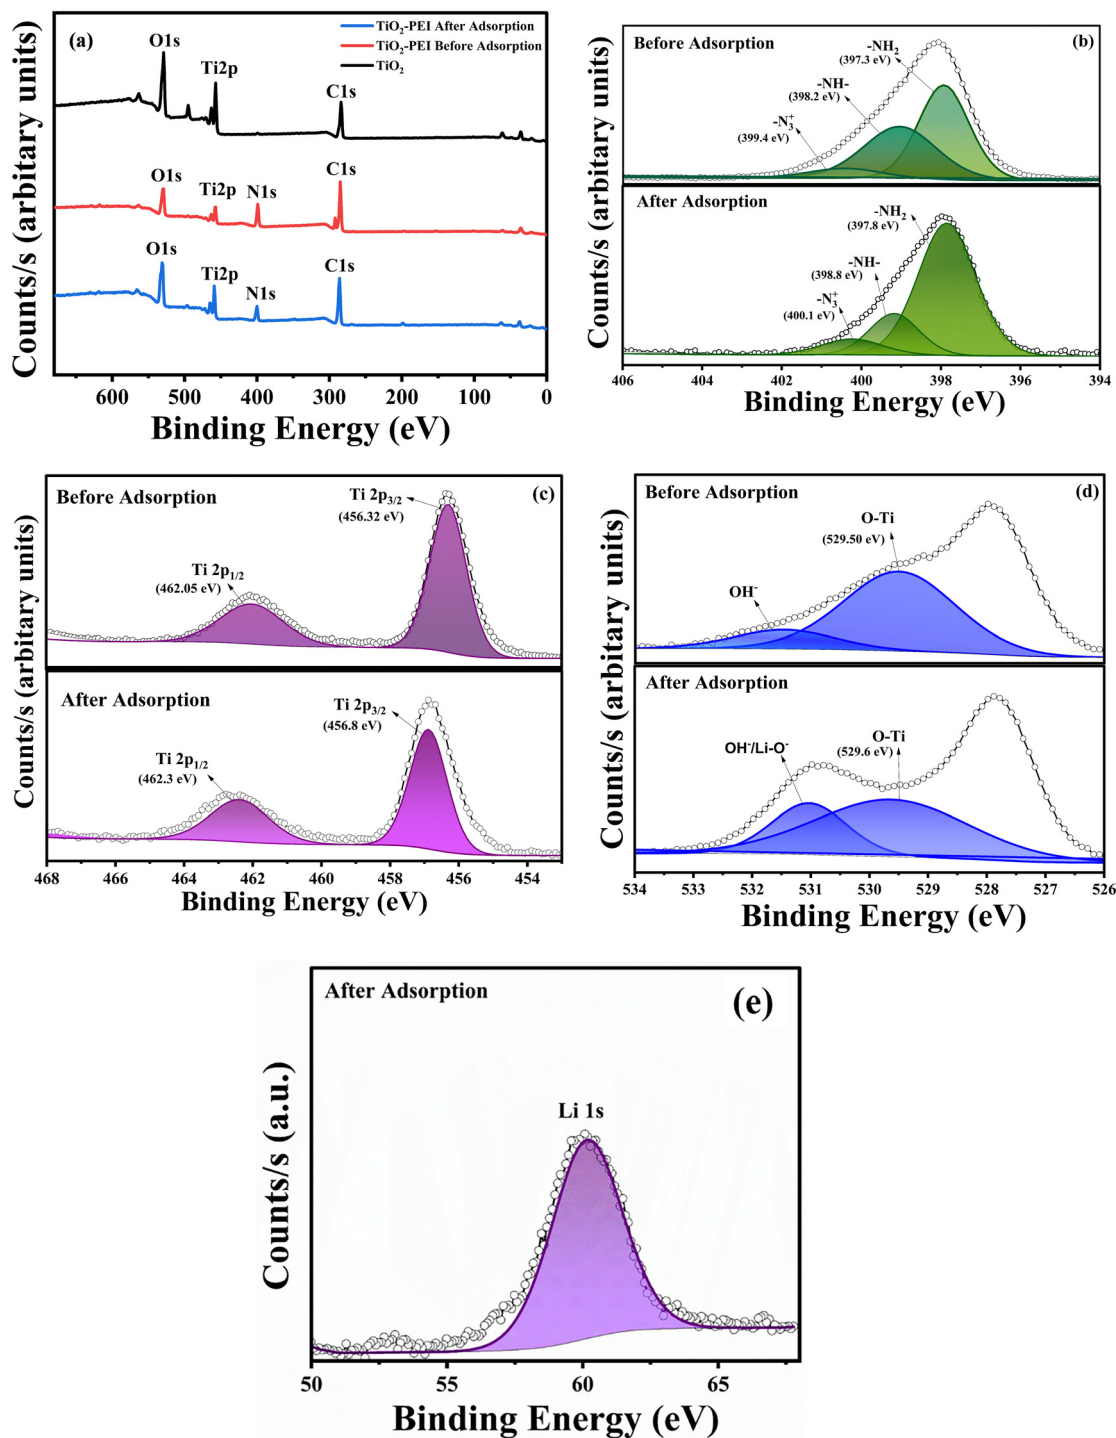 (a)
TiO₂-PEI After Adsorption
TiO₂-PEI Before Adsorption
TiO₂
O1s
Ti2p
C1s
O1s
Ti2p
N1s
C1s
O1s
Ti2p
N1s
C1s
Counts/s (arbitary units)
600 500 400 300 200 100 0
Binding Energy (eV)
Before Adsorption
(b)
-NH₂
(397.3 eV)
-NH-
(398.2 eV)
-N₃⁺
(399.4 eV)
After Adsorption
-NH₂
(397.8 eV)
-NH-
(398.8 eV)
-N₃⁺
(400.1 eV)
Counts/s (arbitary units)
406 404 402 400 398 396 394
Binding Energy (eV)
Before Adsorption
(c)
Ti 2p₃/₂
(456.32 eV)
Ti 2p₁/₂
(462.05 eV)
After Adsorption
Ti 2p₃/₂
(456.8 eV)
Ti 2p₁/₂
(462.3 eV)
Counts/s (arbitary units)
468 466 464 462 460 458 456 454
Binding Energy (eV)
Before Adsorption
(d)
O-Ti
(529.50 eV)
OH⁻
After Adsorption
O-Ti
(529.6 eV)
OH⁻/Li-O⁻
Counts/s (arbitary units)
534 533 532 531 530 529 528 527 526
Binding Energy (eV)
After Adsorption
(e)
Li 1s
Counts/s (a.u.)
50 55 60 65
Binding Energy (eV)